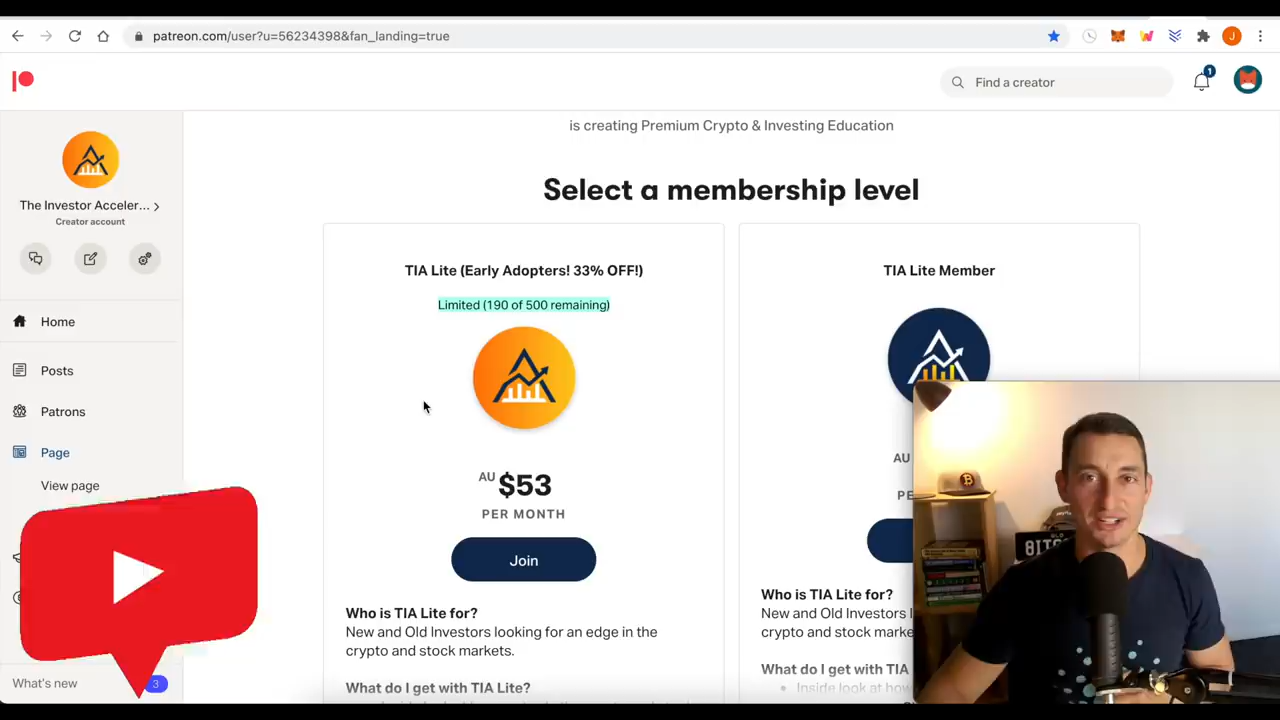 patreon.com/user?u=56234398&fan_landing=true
J
Find a creator
1
The Investor Acceler...
Creator account
Home
Posts
Patrons
Page
View page
What's new
3
is creating Premium Crypto & Investing Education
Select a membership level
TIA Lite (Early Adopters! 33% OFF!)
Limited (190 of 500 remaining)
AU $53
PER MONTH
Join
Who is TIA Lite for?
New and Old Investors looking for an edge in the
crypto and stock markets.
What do I get with TIA Lite?
TIA Lite Member
AU
PE
Who is TIA Lite for?
New and Old Investors l
crypto and stock marke
What do I get with TIA
Inside look at how
8IT